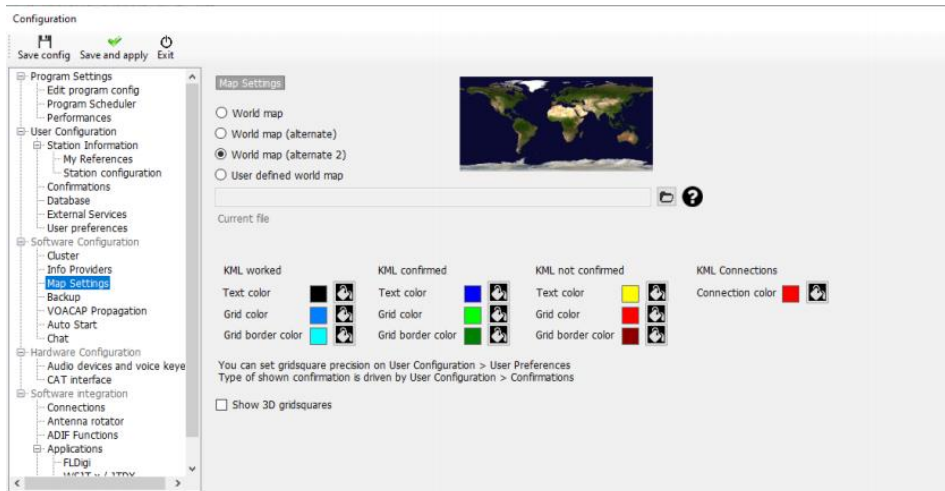 Configuration
Save config Save and apply Exit
Program Settings
Edit program config
Program Scheduler
Performances
User Configuration
Station Information
My References
Station configuration
Confirmations
Database
External Services
User preferences
Software Configuration
Cluster
Info Providers
Map Settings
Backup
VOACAP Propagation
Auto Start
Chat
Hardware Configuration
Audio devices and voice keye
CAT interface
Software integration
Connections
Antenna rotator
ADIF Functions
Applications
FLDigi
Map Settings
World map
World map (alternate)
World map (alternate 2)
User defined world map
?
Current file
KML worked
Text color
Grid color
Grid border color
KML confirmed
Text color
Grid color
Grid border color
KML not confirmed
Text color
Grid color
Grid border color
KML Connections
Connection color
You can set gridsquare precision on User Configuration > User Preferences
Type of shown confirmation is driven by User Configuration > Confirmations
Show 3D gridsquares